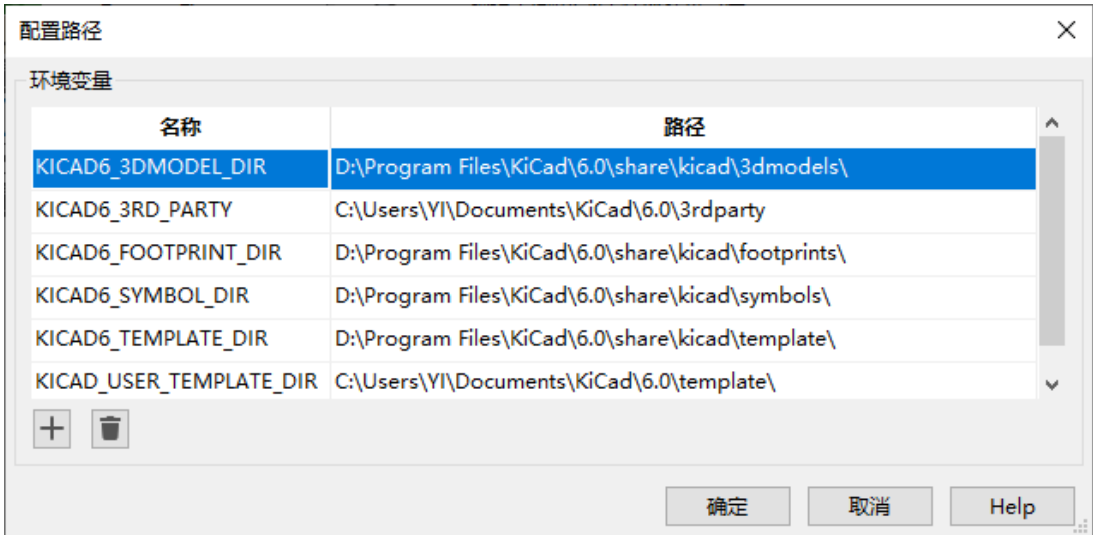 配置路径
环境变量
名称 路径
KICAD6_3DMODEL_DIR D:\Program Files\KiCad\6.0\share\kicad\3dmodels\
KICAD6_3RD_PARTY C:\Users\YI\Documents\KiCad\6.0\3rdparty
KICAD6_FOOTPRINT_DIR D:\Program Files\KiCad\6.0\share\kicad\footprints\
KICAD6_SYMBOL_DIR D:\Program Files\KiCad\6.0\share\kicad\symbols\
KICAD6_TEMPLATE_DIR D:\Program Files\KiCad\6.0\share\kicad\template\
KICAD_USER_TEMPLATE_DIR C:\Users\YI\Documents\KiCad\6.0\template\
确定 取消 Help